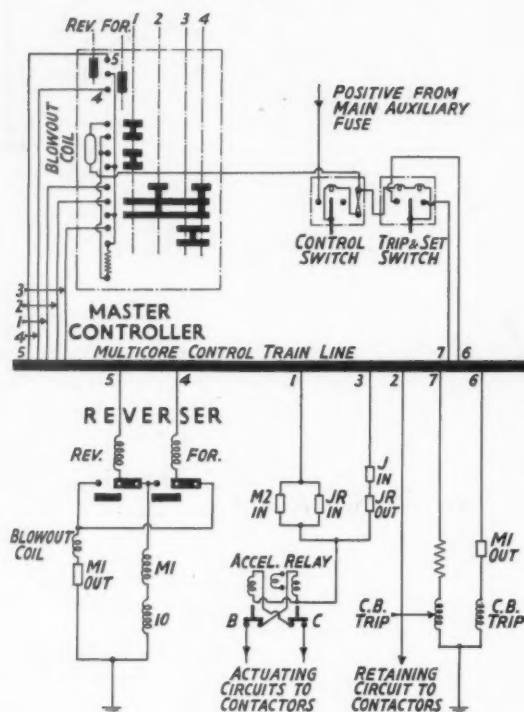 REV. FOR. 1 2 3 4
5
4
BLOWOUT
COIL
POSITIVE FROM
MAIN AUXILIARY
FUSE
CONTROL
SWITCH
TRIP & SET
SWITCH
3
2
1
4
5
MASTER
CONTROLLER
MULTICORE CONTROL TRAIN LINE
7 6
5 4 1 3 2 7 6
REVERSER
REV. FOR.
BLOWOUT
COIL
M1
OUT
M1
10
M2
IN
JR
IN
J
IN
JR
OUT
ACCEL. RELAY
B C
M1
OUT
C.B.
TRIP
C.B.
TRIP
ACTUATING
CIRCUITS TO
CONTACTORS
RETAINING
CIRCUIT TO
CONTACTORS